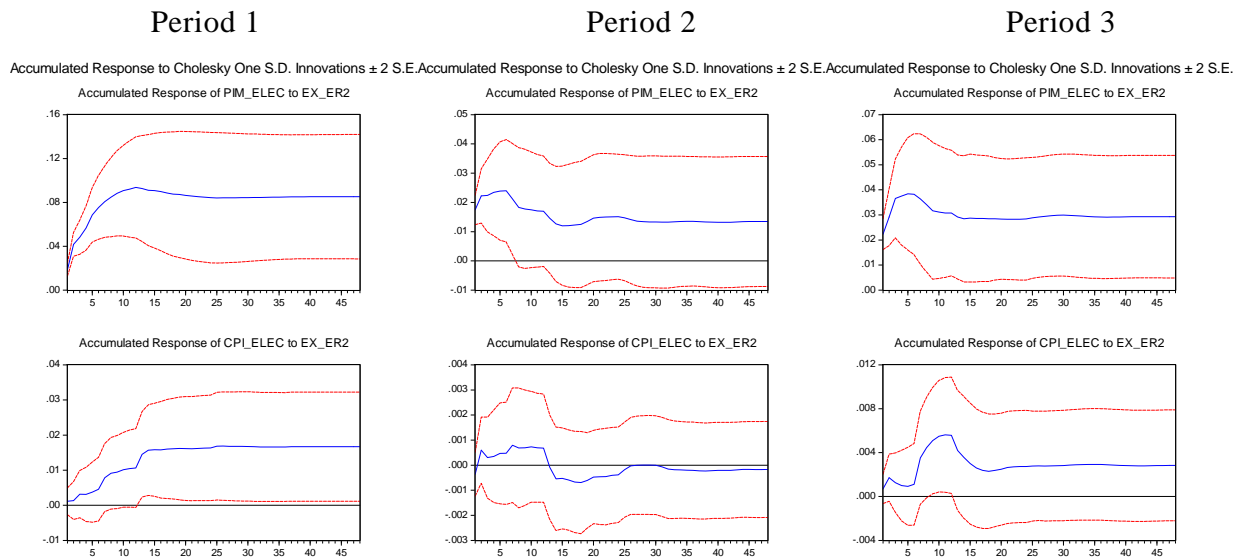 Period 1 Period 2 Period 3
Accumulated Response to Cholesky One S.D. Innovations ± 2 S.E. Accumulated Response to Cholesky One S.D. Innovations ± 2 S.E. Accumulated Response to Cholesky One S.D. Innovations ± 2 S.E.
Accumulated Response of PIM_ELEC to EX_ER2
.16
.12
.08
.04
.00
5 10 15 20 25 30 35 40 45
Accumulated Response of PIM_ELEC to EX_ER2
.05
.04
.03
.02
.01
.00
-.01
5 10 15 20 25 30 35 40 45
Accumulated Response of PIM_ELEC to EX_ER2
.07
.06
.05
.04
.03
.02
.01
.00
5 10 15 20 25 30 35 40 45
Accumulated Response of CPI_ELEC to EX_ER2
.04
.03
.02
.01
.00
-.01
5 10 15 20 25 30 35 40 45
Accumulated Response of CPI_ELEC to EX_ER2
.004
.003
.002
.001
.000
-.001
-.002
-.003
5 10 15 20 25 30 35 40 45
Accumulated Response of CPI_ELEC to EX_ER2
.012
.008
.004
.000
-.004
5 10 15 20 25 30 35 40 45